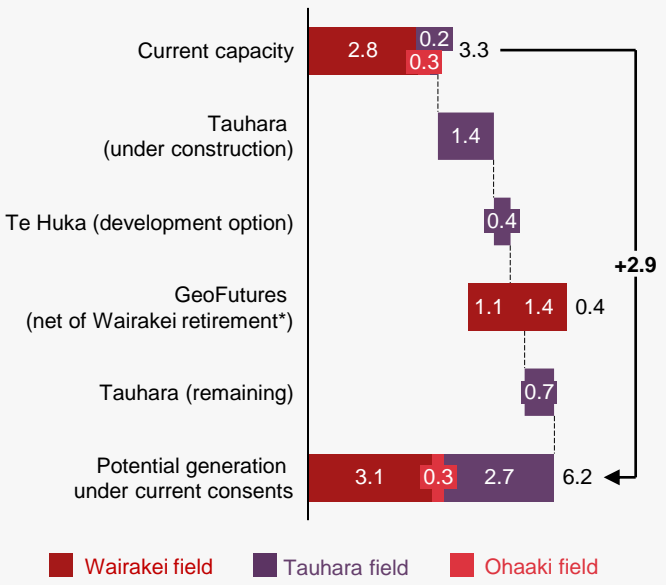 Current capacity
2.8
0.2
0.3
3.3
Tauhara
(under construction)
1.4
Te Huka (development option)
0.4
+2.9
GeoFutures
(net of Wairakei retirement*)
1.1
1.4
0.4
Tauhara (remaining)
0.7
Potential generation
under current consents
3.1
0.3
2.7
6.2
Wairakei field
Tauhara field
Ohaaki field